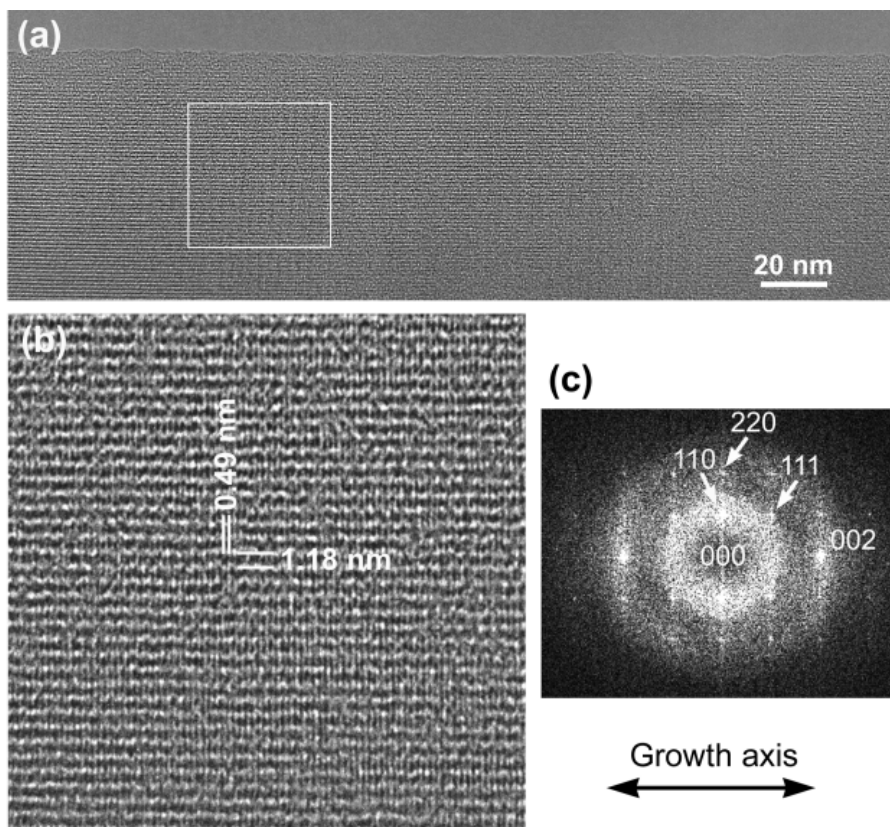 (a)
20 nm
(b)
0.49 nm
1.18 nm
(c)
220
110
111
000
002
Growth axis